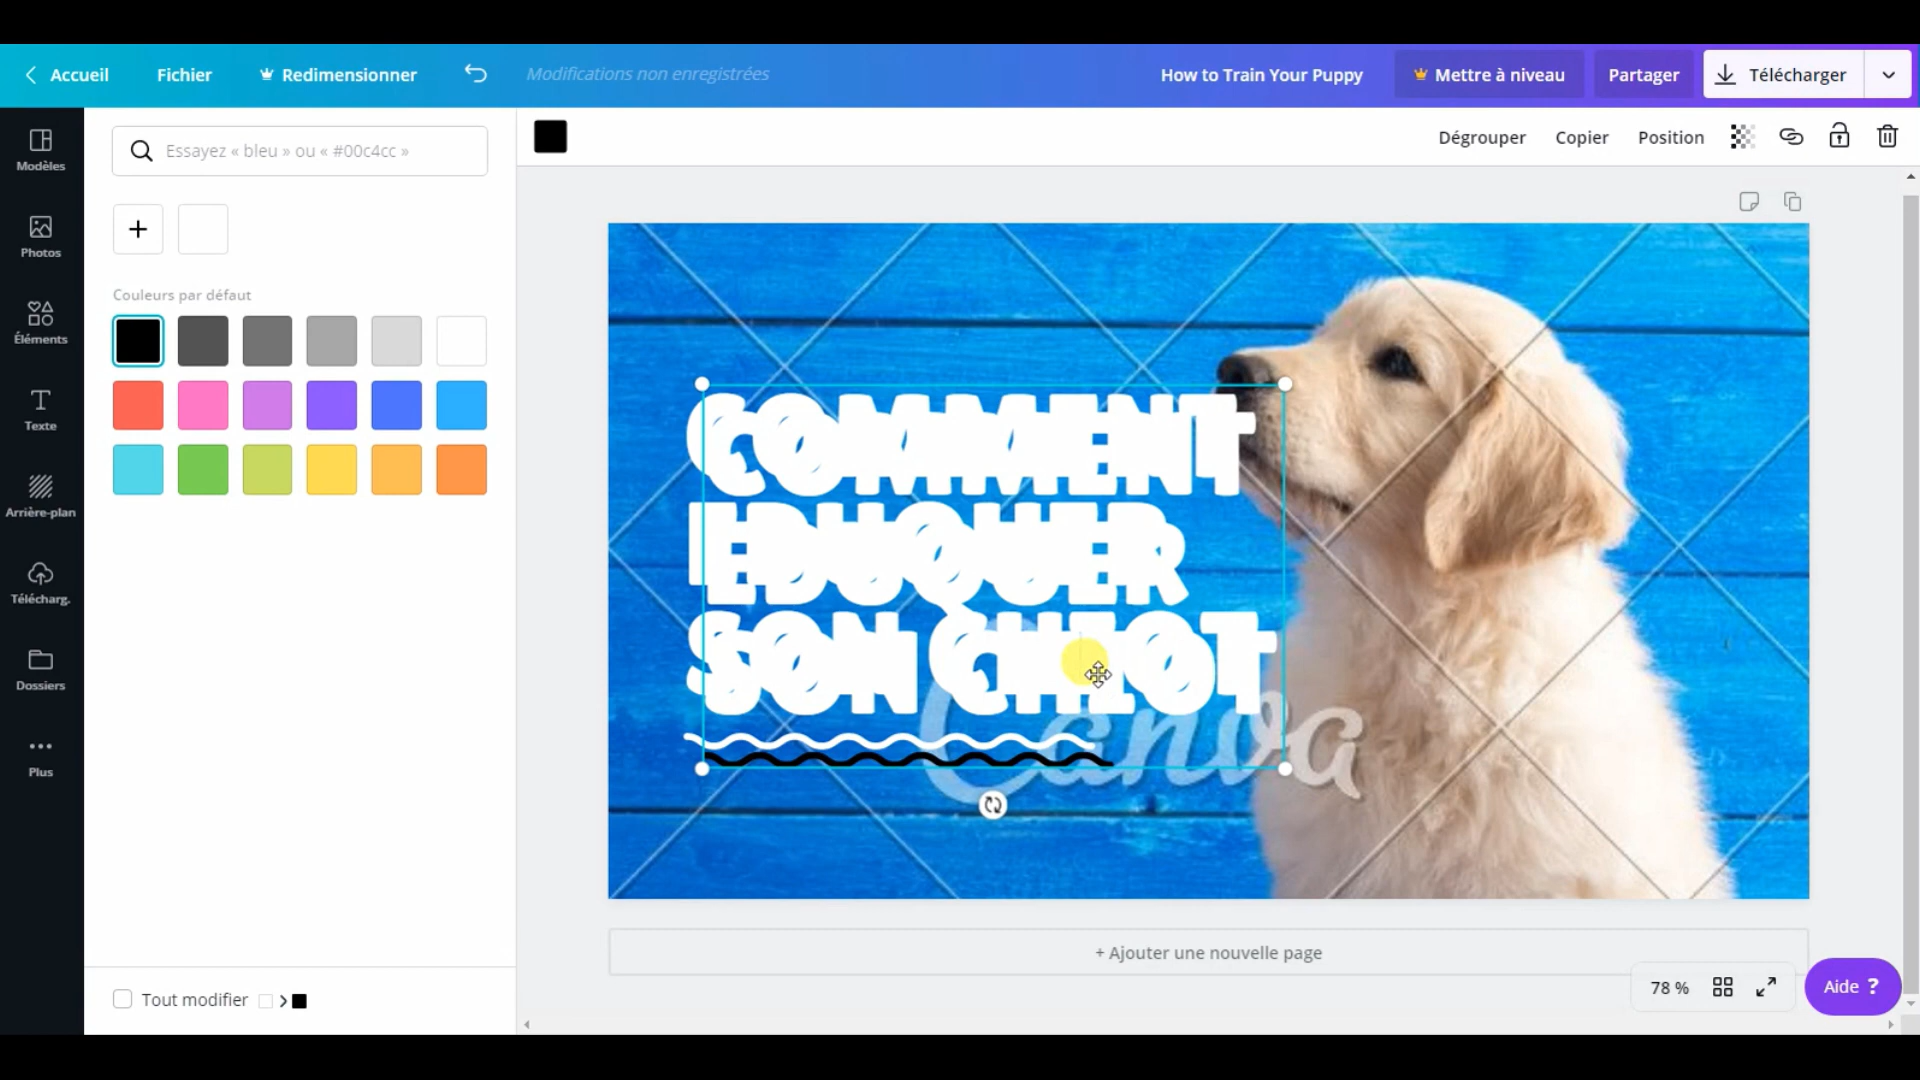 Accueil
Fichier
Redimensionner
Modifications non enregistrées
How to Train Your Puppy
Mettre à niveau
Partager
Télécharger
Modèles
Photos
Éléments
Texte
Arrière-plan
Télécharg.
Dossiers
Plus
Essayez « bleu » ou « #00c4cc »
Couleurs par défaut
Tout modifier
Dégrouper
Copier
Position
COMMENT
EDUQUER
SON CHIOT
Canva
+ Ajouter une nouvelle page
78 %
Aide ?